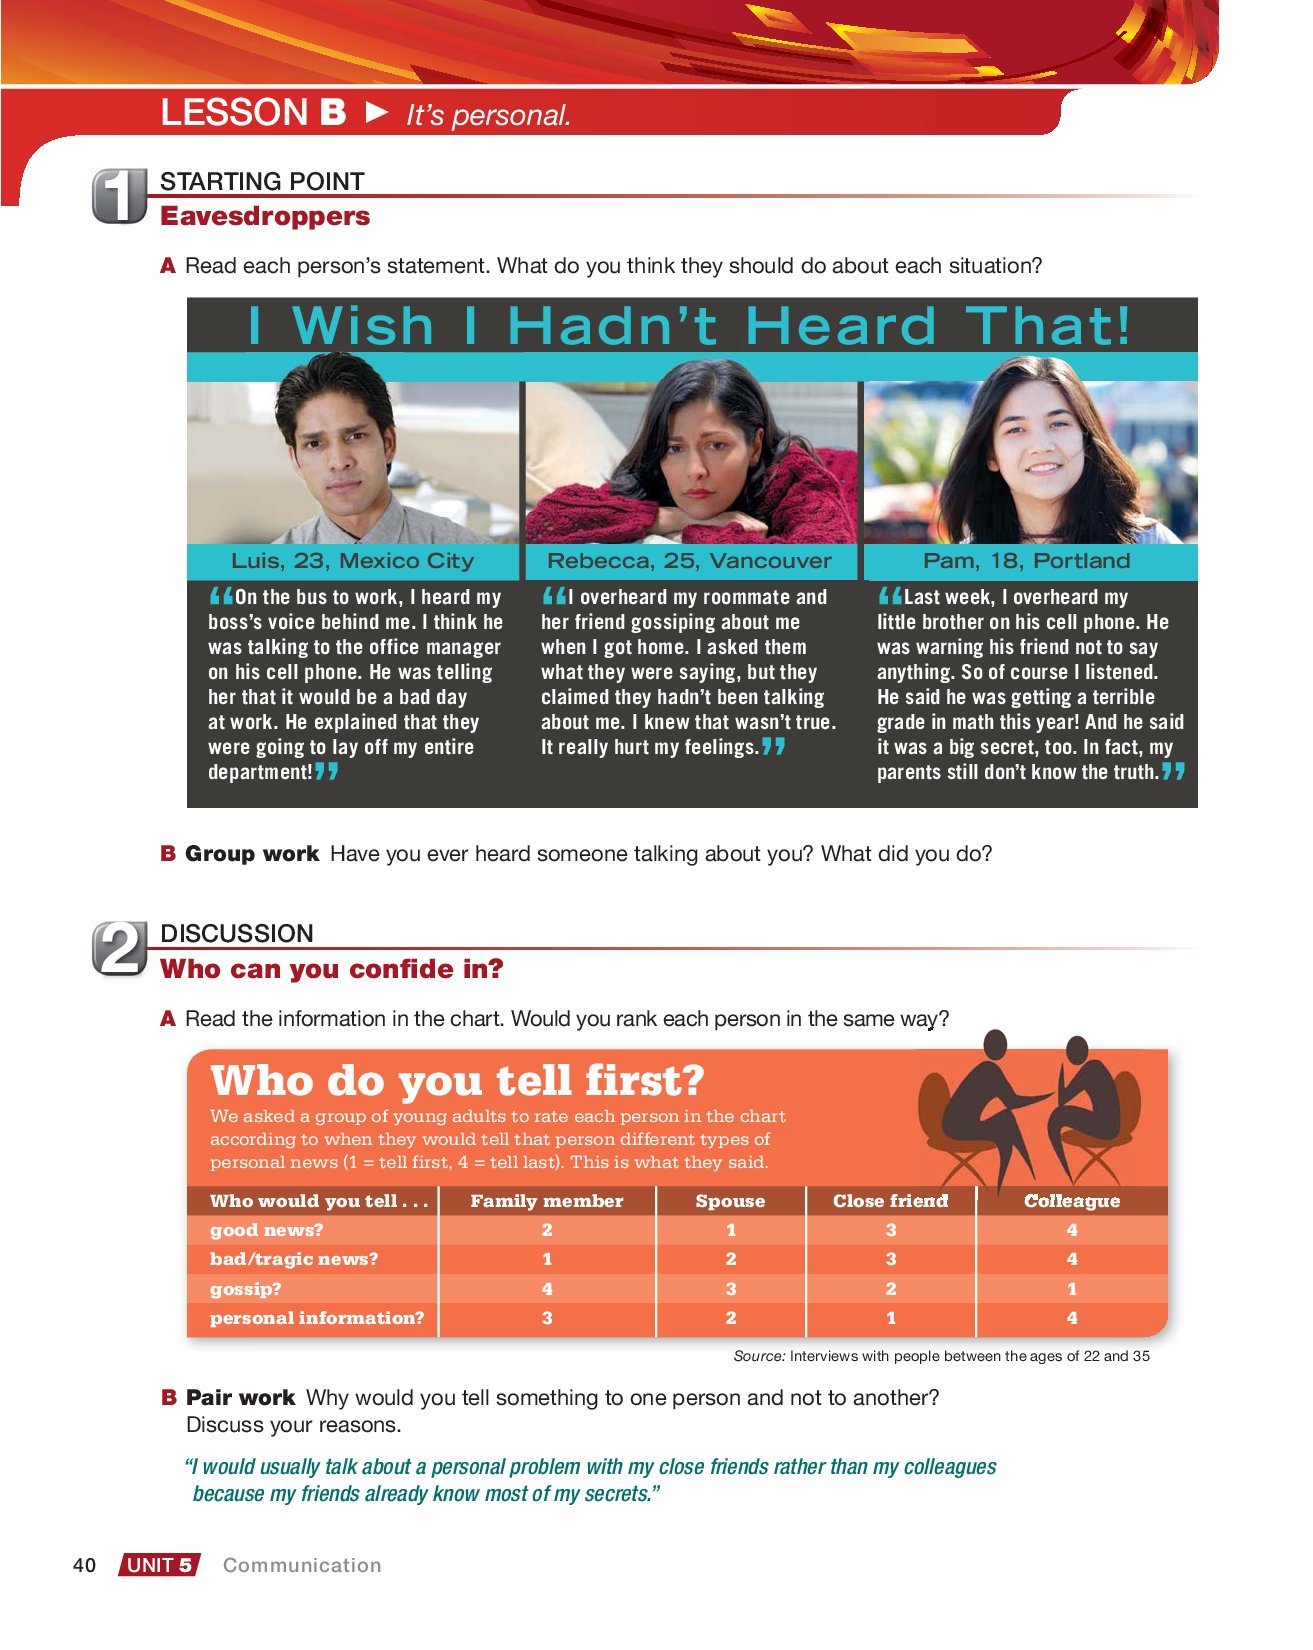 LESSON B ► It's personal.
1 STARTING POINT
Eavesdroppers
A Read each person's statement. What do you think they should do about each situation?
I Wish I Hadn't Heard That!
Luis, 23, Mexico City
“On the bus to work, I heard my
boss's voice behind me. I think he
was talking to the office manager
on his cell phone. He was telling
her that it would be a bad day
at work. He explained that they
were going to lay off my entire
department!”
Rebecca, 25, Vancouver
“I overheard my roommate and
her friend gossiping about me
when I got home. I asked them
what they were saying, but they
claimed they hadn't been talking
about me. I knew that wasn't true.
It really hurt my feelings.”
Pam, 18, Portland
“Last week, I overheard my
little brother on his cell phone. He
was warning his friend not to say
anything. So of course I listened.
He said he was getting a terrible
grade in math this year! And he said
it was a big secret, too. In fact, my
parents still don't know the truth.”
B Group work Have you ever heard someone talking about you? What did you do?
2 DISCUSSION
Who can you confide in?
A Read the information in the chart. Would you rank each person in the same way?
Who do you tell first?
We asked a group of young adults to rate each person in the chart
according to when they would tell that person different types of
personal news (1 = tell first, 4 = tell last). This is what they said.
Who would you tell . . . Family member Spouse Close friend Colleague
good news? 2 1 3 4
bad/tragic news? 1 2 3 4
gossip? 4 3 2 1
personal information? 3 2 1 4
Source: Interviews with people between the ages of 22 and 35
B Pair work Why would you tell something to one person and not to another?
Discuss your reasons.
“I would usually talk about a personal problem with my close friends rather than my colleagues
because my friends already know most of my secrets.”
40 UNIT 5 Communication